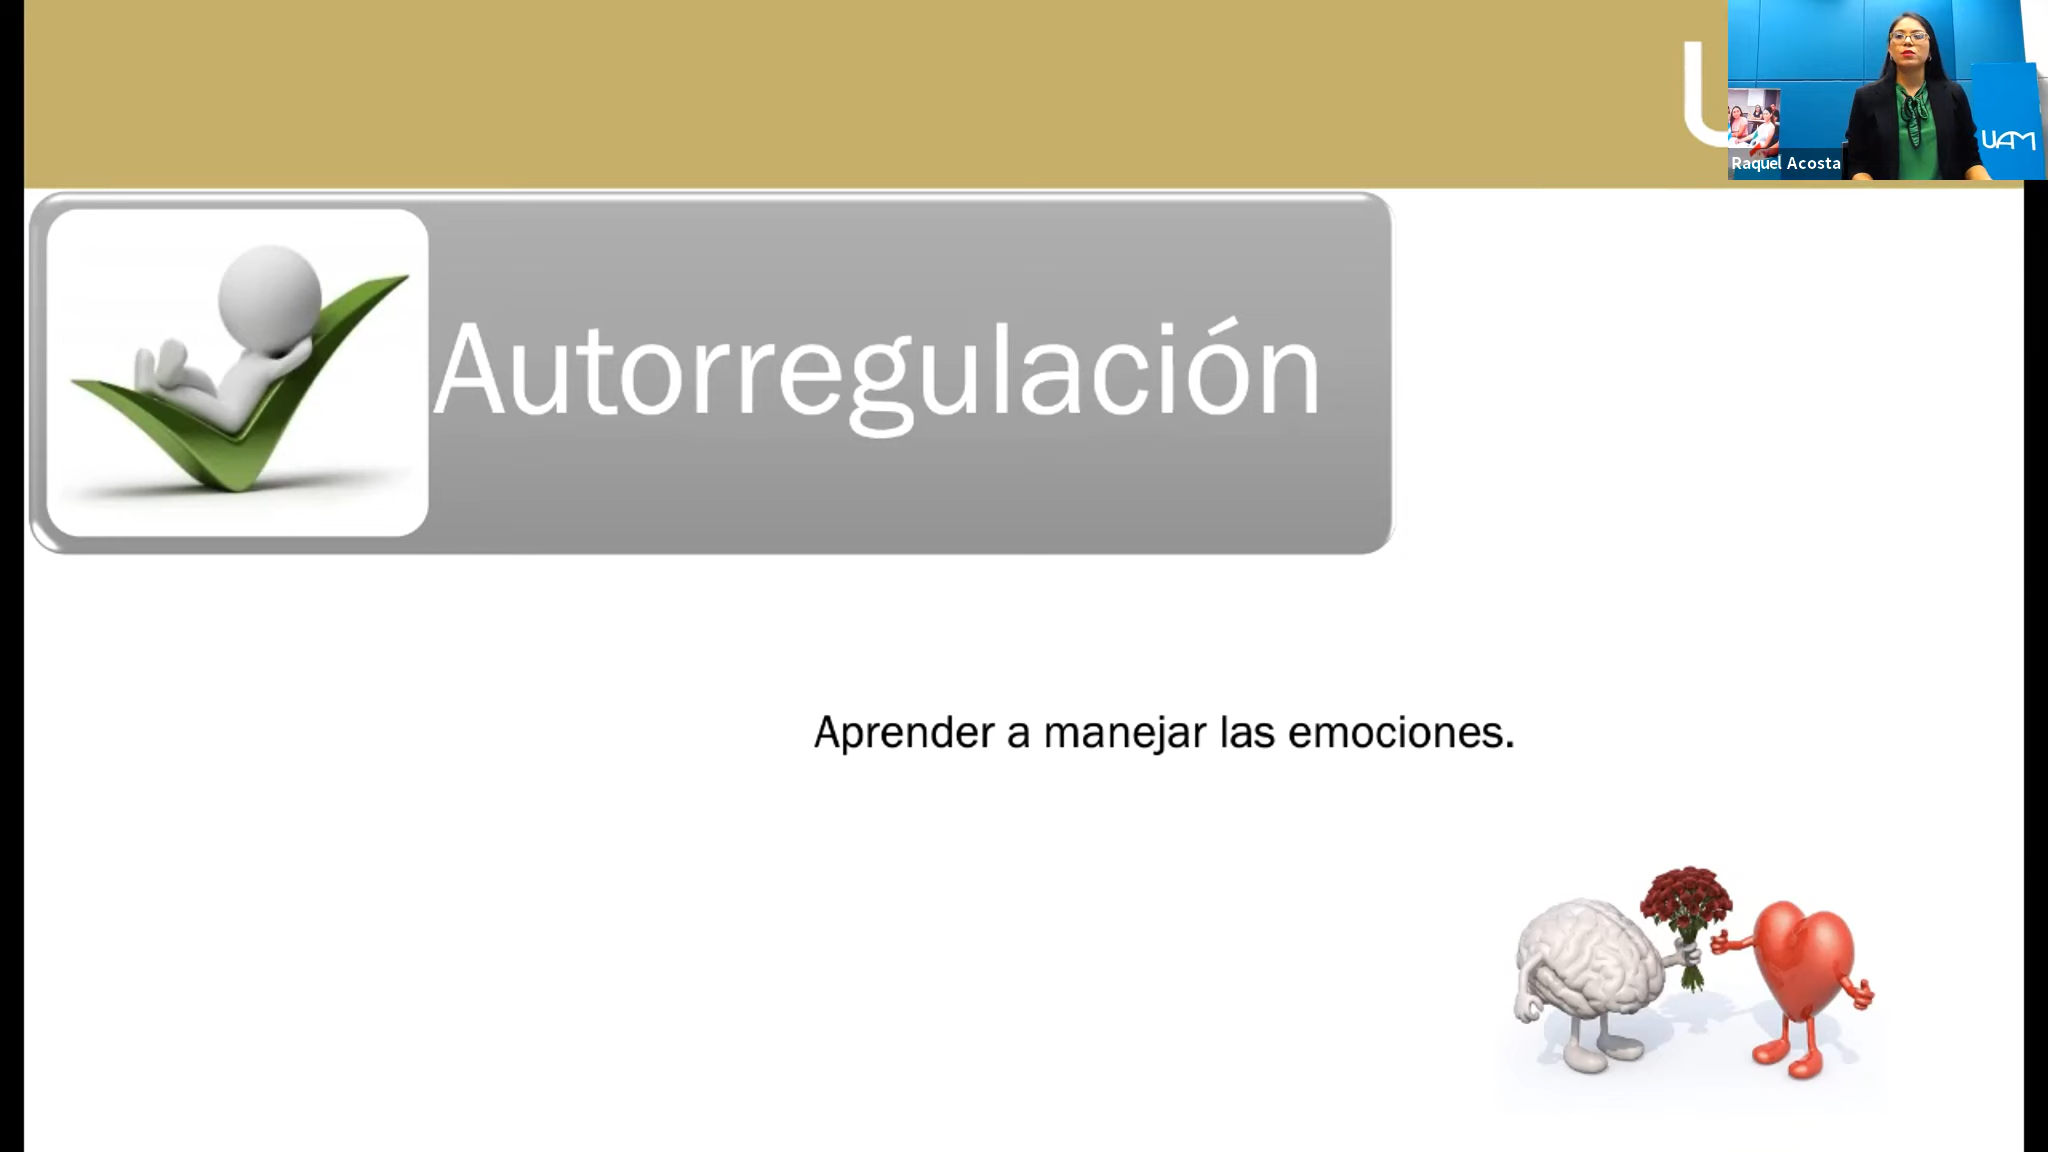 U
Raquel Acosta
UAM
Autorregulación
Aprender a manejar las emociones.